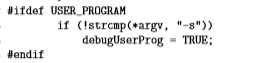 #ifdef USER_PROGRAM
if (!strcmp(*argv, "-s"))
debugUserProg = TRUE;
#endif